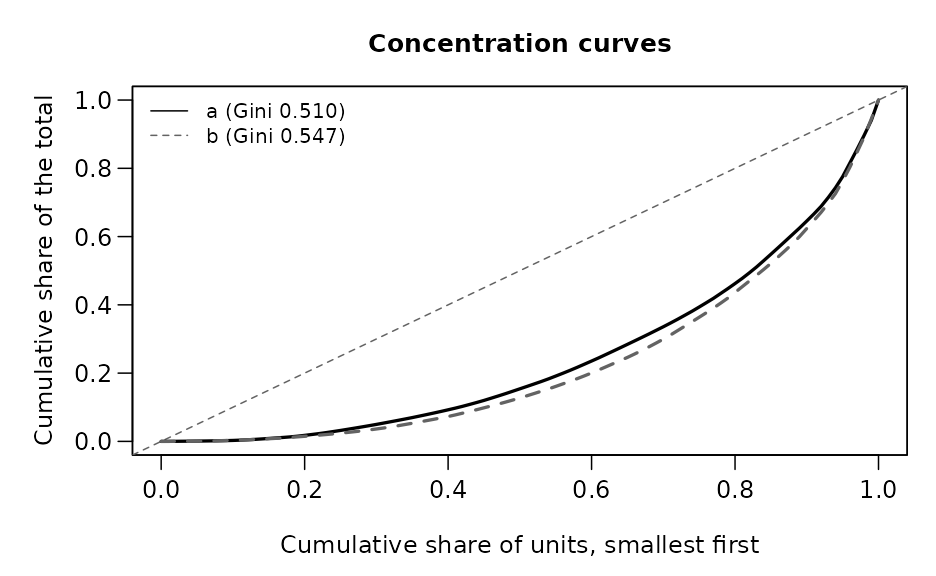 Concentration curves
a (Gini 0.510)
b (Gini 0.547)
Cumulative share of the total
1.0
0.8
0.6
0.4
0.2
0.0
0.0 0.2 0.4 0.6 0.8 1.0
Cumulative share of units, smallest first